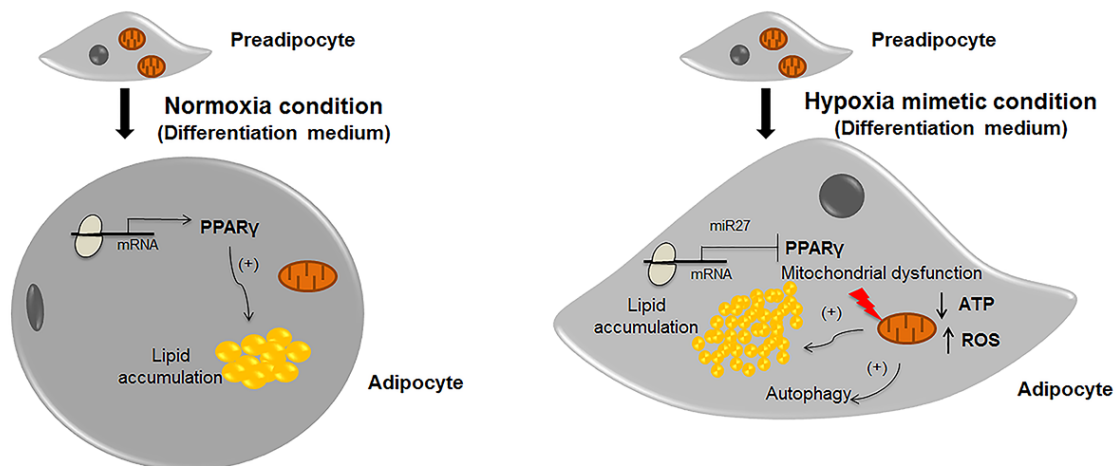 Preadipocyte
Normoxia condition
(Differentiation medium)
PPARγ
mRNA
(+)
Lipid
accumulation
Adipocyte
Preadipocyte
Hypoxia mimetic condition
(Differentiation medium)
miR27
PPARγ
mRNA
Mitochondrial dysfunction
Lipid
accumulation
(+)
ATP
ROS
(+)
Autophagy
Adipocyte